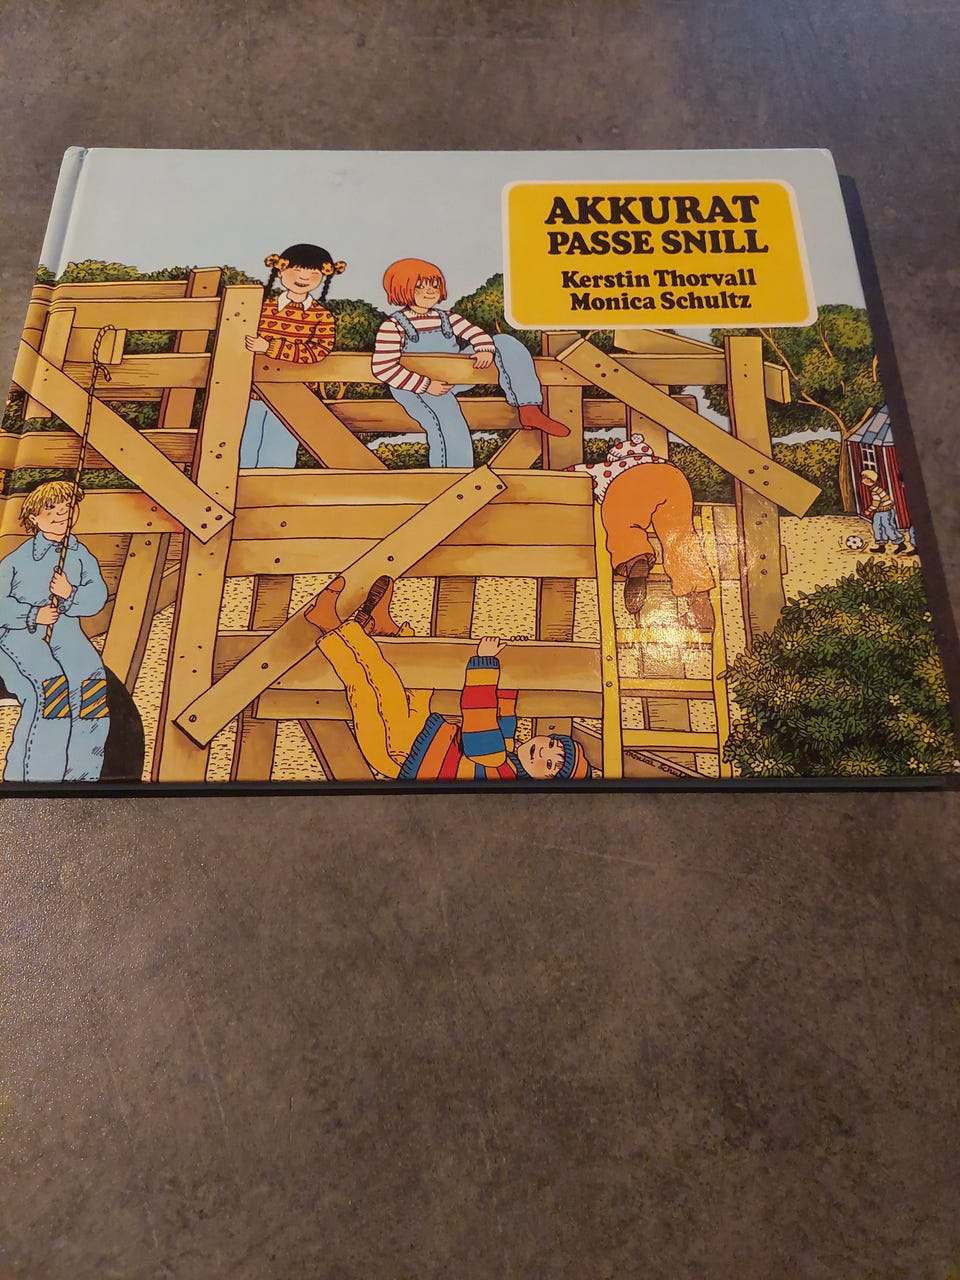 AKKURAT
PASSE SNILL
Kerstin Thorvall
Monica Schultz